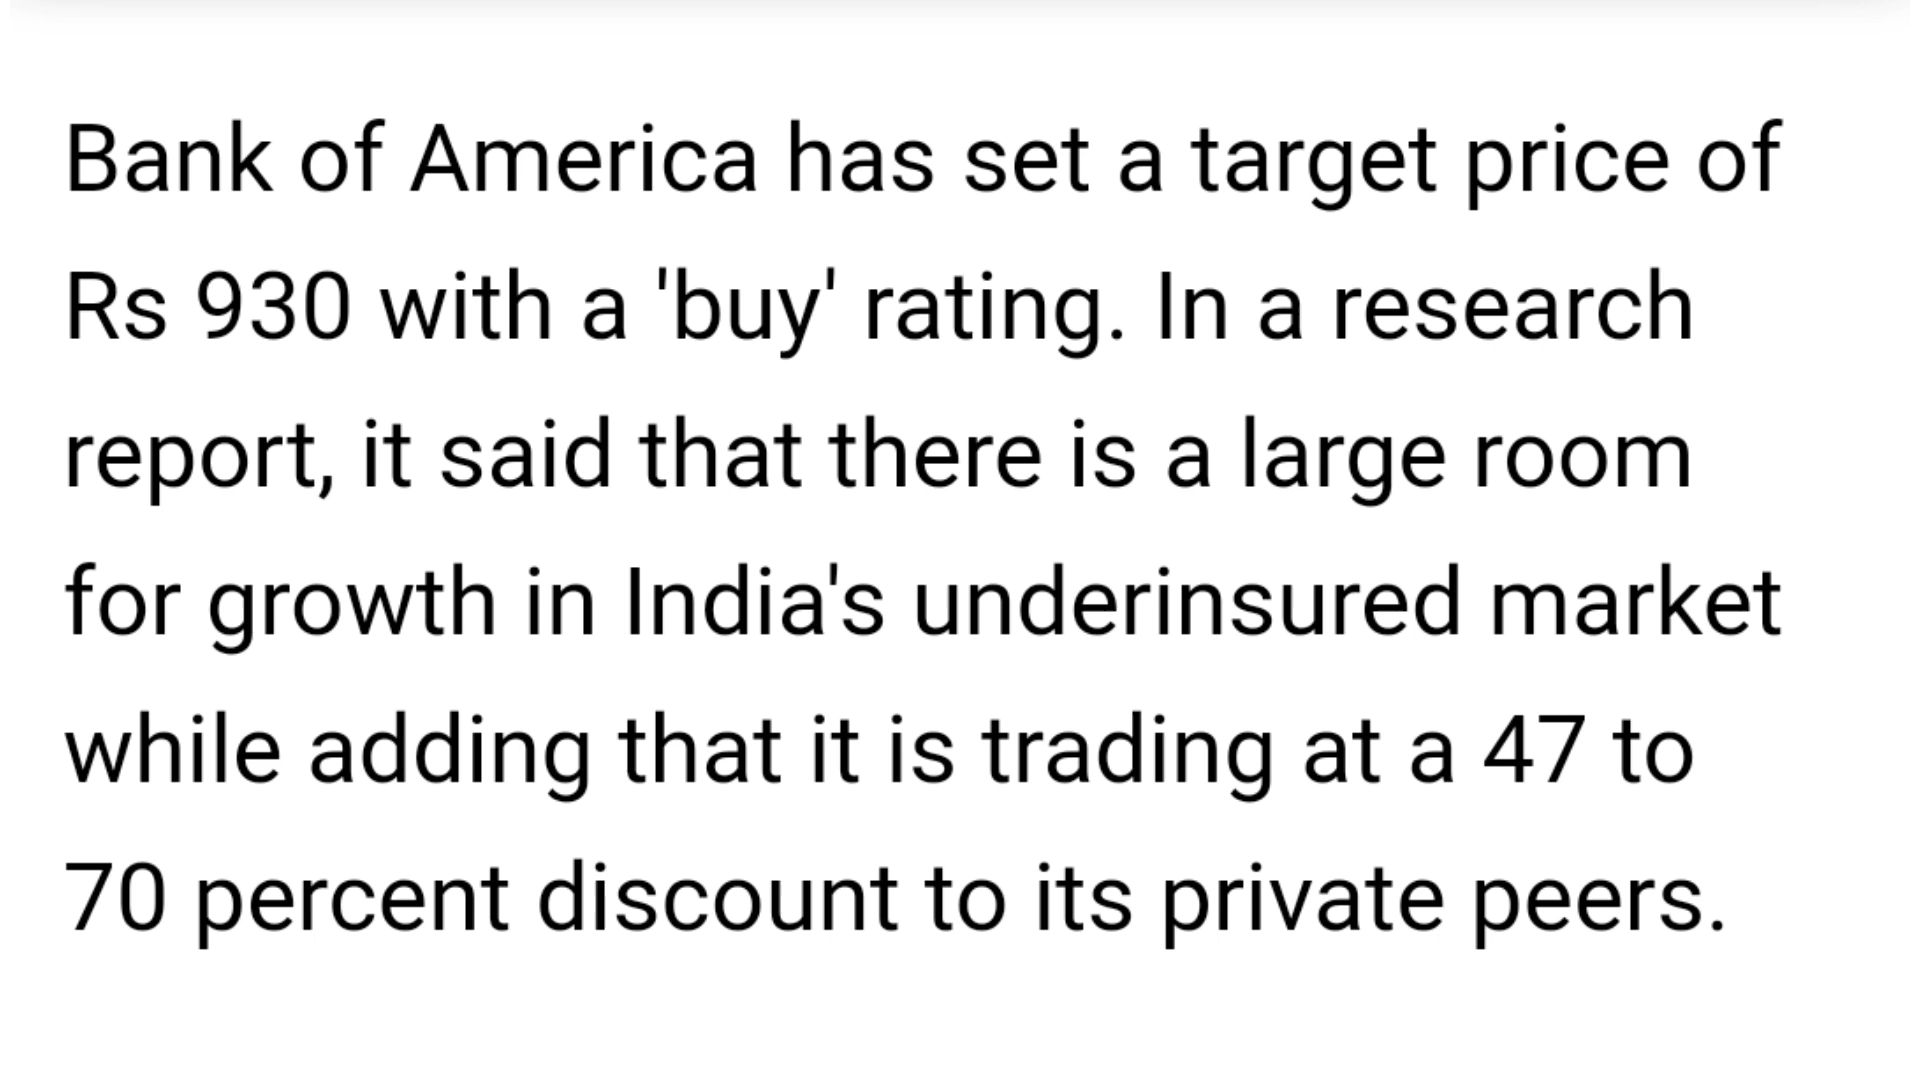 Bank of America has set a target price of
Rs 930 with a 'buy' rating. In a research
report, it said that there is a large room
for growth in India's underinsured market
while adding that it is trading at a 47 to
70 percent discount to its private peers.